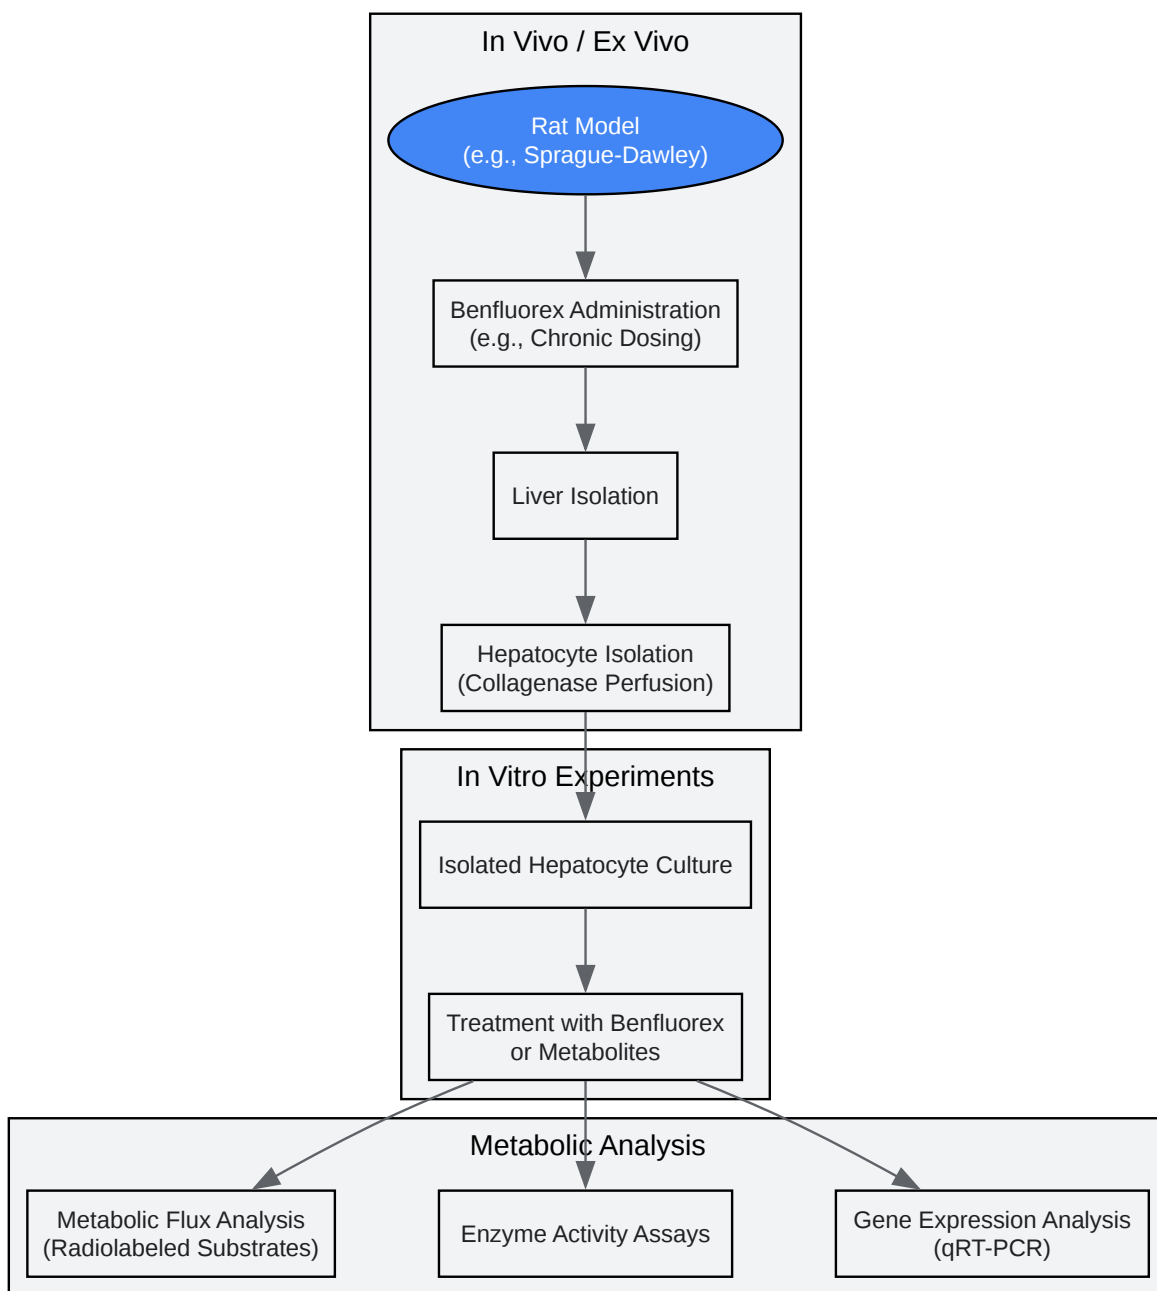 In Vivo / Ex Vivo
Rat Model
(e.g., Sprague-Dawley)
Benfluorex Administration
(e.g., Chronic Dosing)
Liver Isolation
Hepatocyte Isolation
(Collagenase Perfusion)
In Vitro Experiments
Isolated Hepatocyte Culture
Treatment with Benfluorex
or Metabolites
Metabolic Analysis
Metabolic Flux Analysis
(Radiolabeled Substrates)
Enzyme Activity Assays
Gene Expression Analysis
(qRT-PCR)